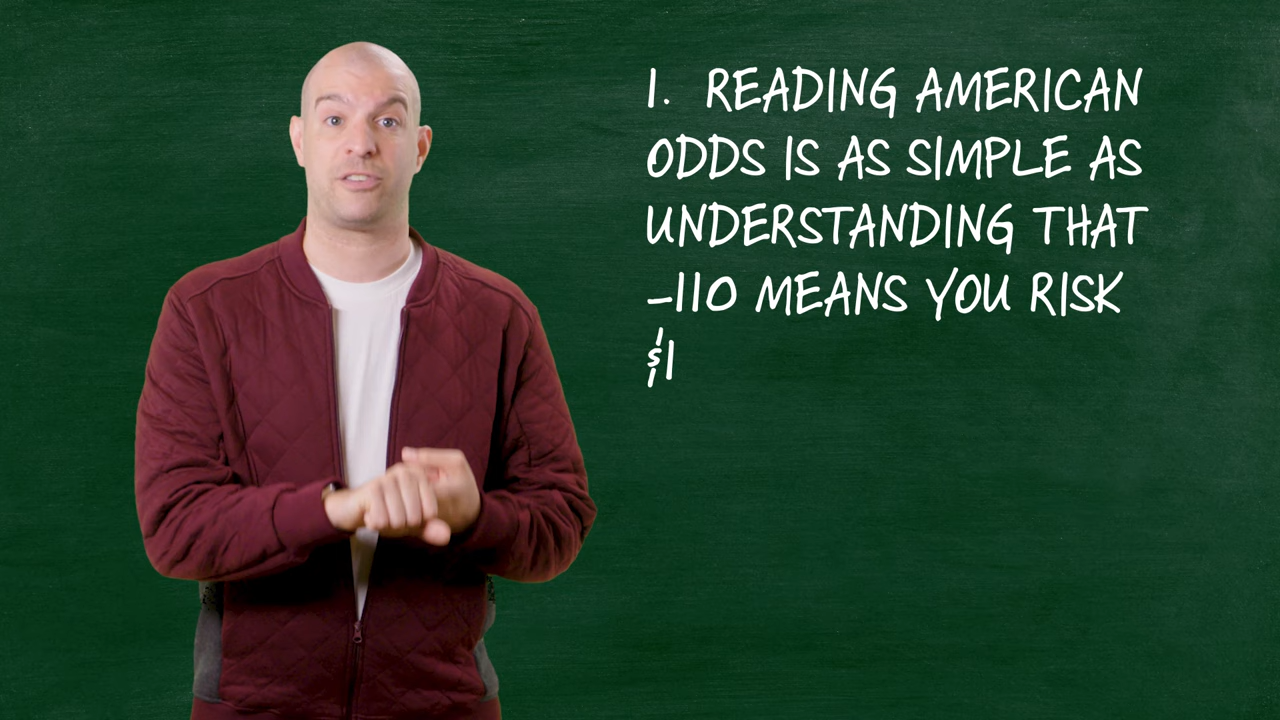 1. READING AMERICAN
ODDS IS AS SIMPLE AS
UNDERSTANDING THAT
-110 MEANS YOU RISK
$1